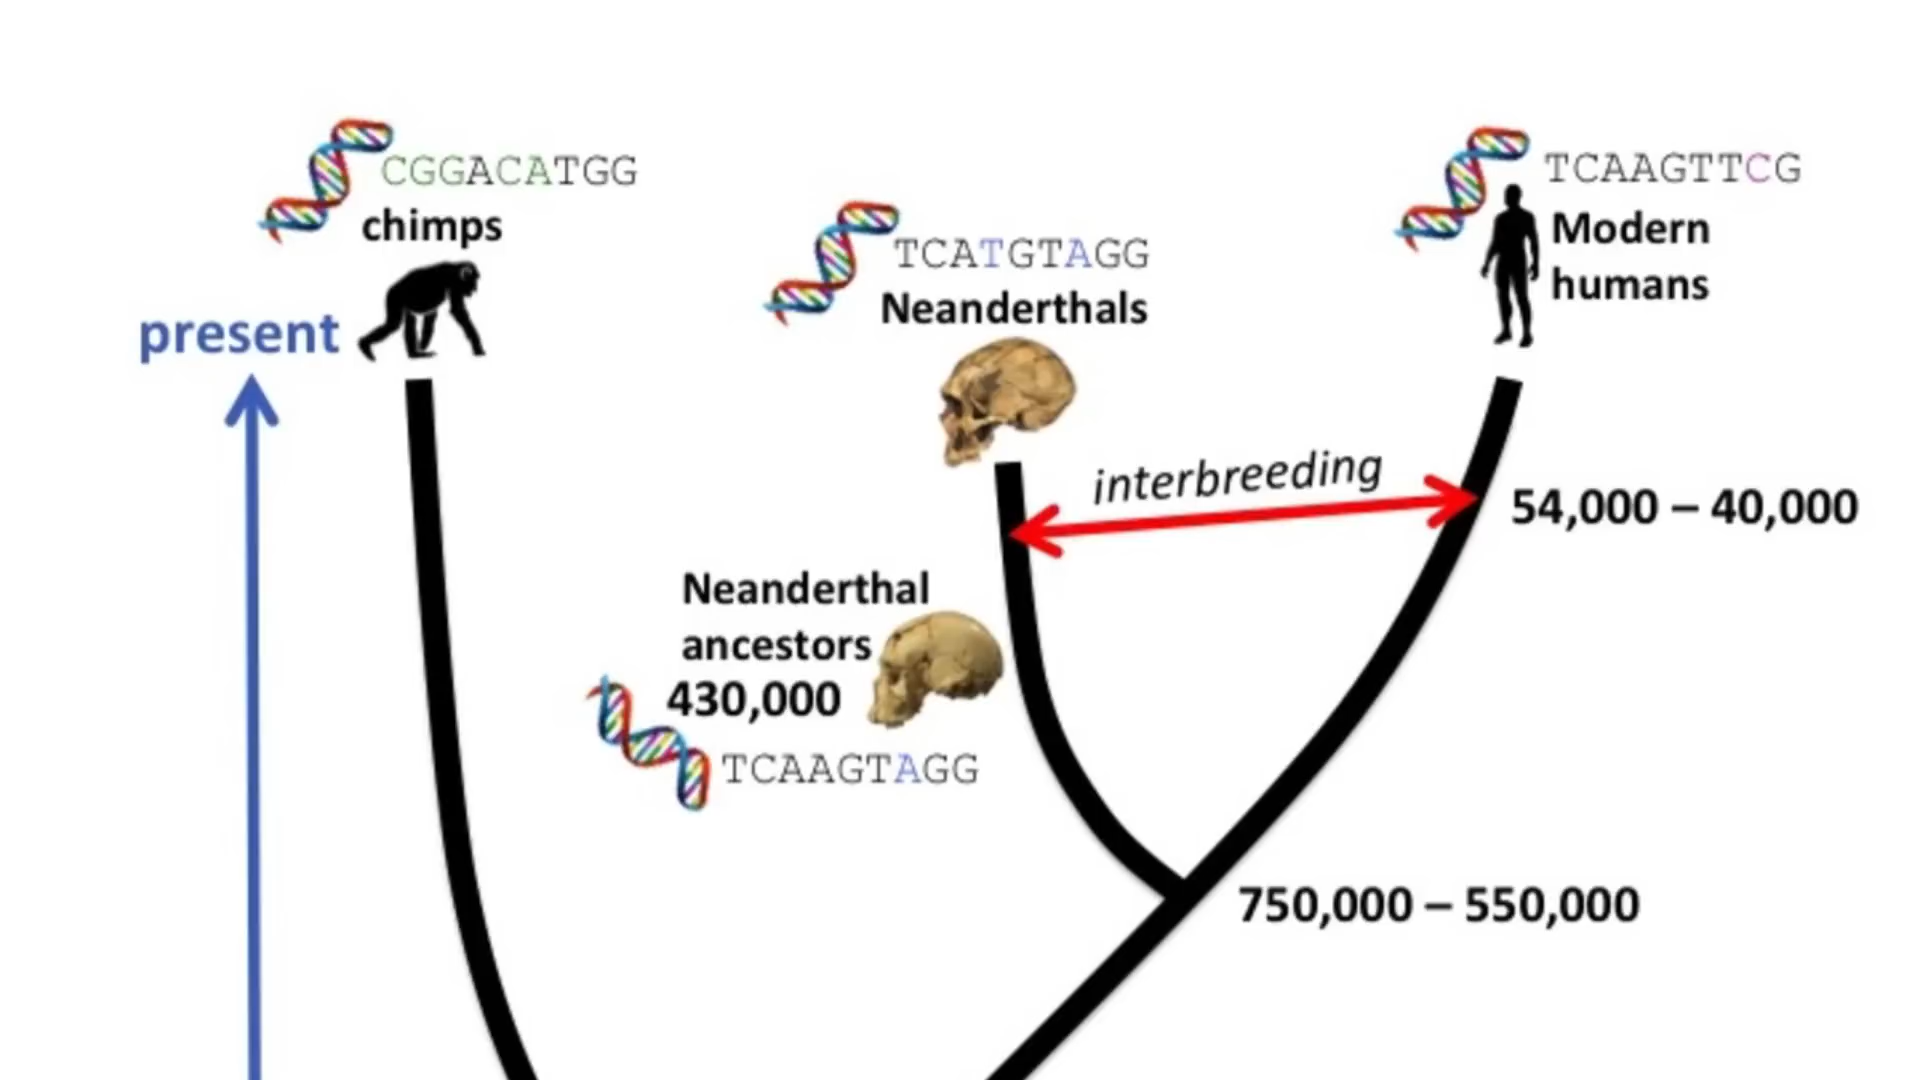 CGGACATGG
chimps
present
TCATGTAGG
Neanderthals
TCAAGTTCG
Modern
humans
interbreeding
54,000 – 40,000
Neanderthal
ancestors
430,000
TCAAGTAGG
750,000 – 550,000